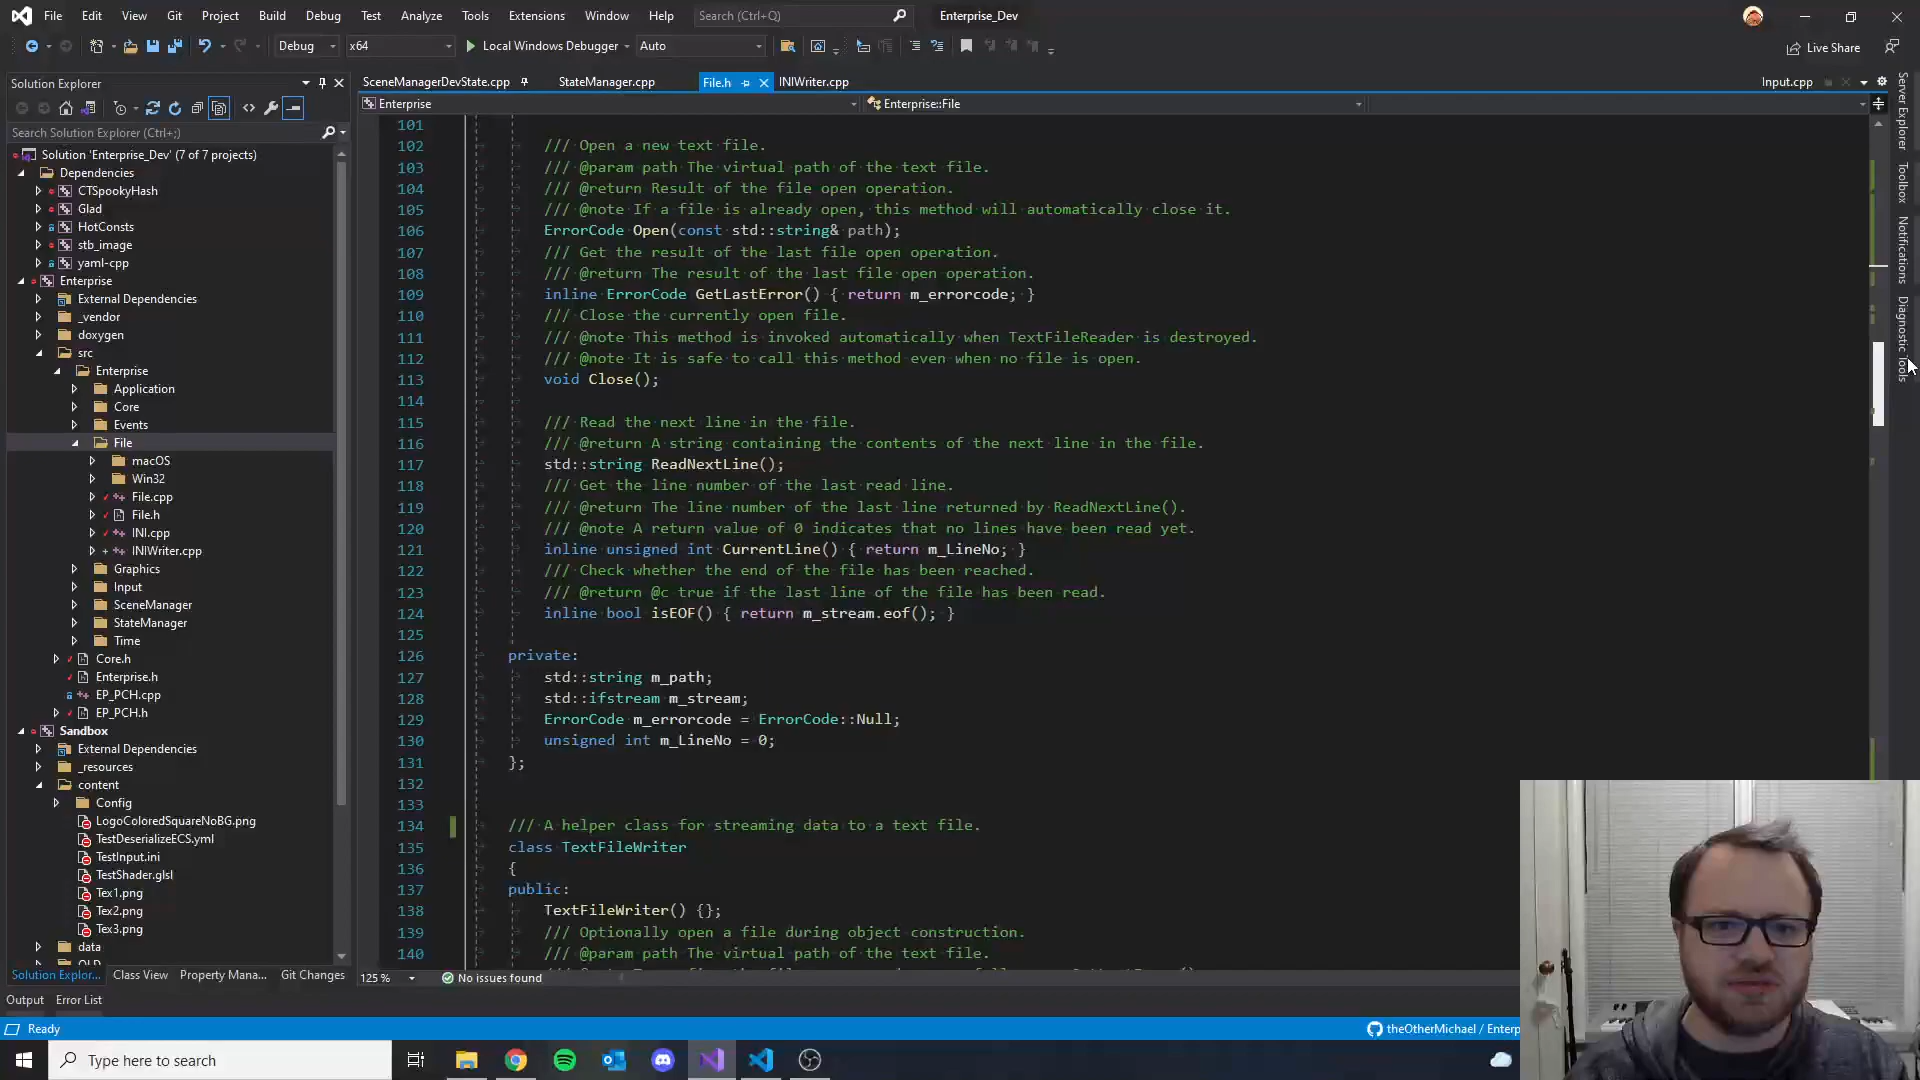 File Edit View Git Project Build Debug Test Analyze Tools Extensions Window Help Search (Ctrl+Q) Enterprise_Dev
Debug x64 Local Windows Debugger Auto Live Share
Solution Explorer
SceneManagerDevState.cpp StateManager.cpp File.h INIWriter.cpp Input.cpp
Enterprise Enterprise::File
Search Solution Explorer (Ctrl+;)
Solution 'Enterprise_Dev' (7 of 7 projects)
Dependencies
CTSpookyHash
Glad
HotConsts
stb_image
yaml-cpp
Enterprise
External Dependencies
_vendor
doxygen
src
Enterprise
Application
Core
Events
File
macOS
Win32
File.cpp
File.h
INI.cpp
INIWriter.cpp
Graphics
Input
SceneManager
StateManager
Time
Core.h
Enterprise.h
EP_PCH.cpp
EP_PCH.h
Sandbox
External Dependencies
_resources
content
Config
LogoColoredSquareNoBG.png
TestDeserializeECS.yml
TestInput.ini
TestShader.glsl
Tex1.png
Tex2.png
Tex3.png
data
OLD
Solution Explor... Class View Property Mana... Git Changes
101
102 /// Open a new text file.
103 /// @param path The virtual path of the text file.
104 /// @return Result of the file open operation.
105 /// @note If a file is already open, this method will automatically close it.
106 ErrorCode Open(const std::string& path);
107 /// Get the result of the last file open operation.
108 /// @return The result of the last file open operation.
109 inline ErrorCode GetLastError() { return m_errorcode; }
110 /// Close the currently open file.
111 /// @note This method is invoked automatically when TextFileReader is destroyed.
112 /// @note It is safe to call this method even when no file is open.
113 void Close();
114
115 /// Read the next line in the file.
116 /// @return A string containing the contents of the next line in the file.
117 std::string ReadNextLine();
118 /// Get the line number of the last read line.
119 /// @return The line number of the last line returned by ReadNextLine().
120 /// @note A return value of 0 indicates that no lines have been read yet.
121 inline unsigned int CurrentLine() { return m_LineNo; }
122 /// Check whether the end of the file has been reached.
123 /// @return @c true if the last line of the file has been read.
124 inline bool isEOF() { return m_stream.eof(); }
125
126 private:
127 std::string m_path;
128 std::ifstream m_stream;
129 ErrorCode m_errorcode = ErrorCode::Null;
130 unsigned int m_LineNo = 0;
131 };
132
133
134 /// A helper class for streaming data to a text file.
135 class TextFileWriter
136 {
137 public:
138 TextFileWriter() {};
139 /// Optionally open a file during object construction.
140 /// @param path The virtual path of the text file.
125 % No issues found
Server Explorer
Toolbox
Notifications
Diagnostic Tools
Output Error List
Ready theOtherMichael / Enterp
Type here to search